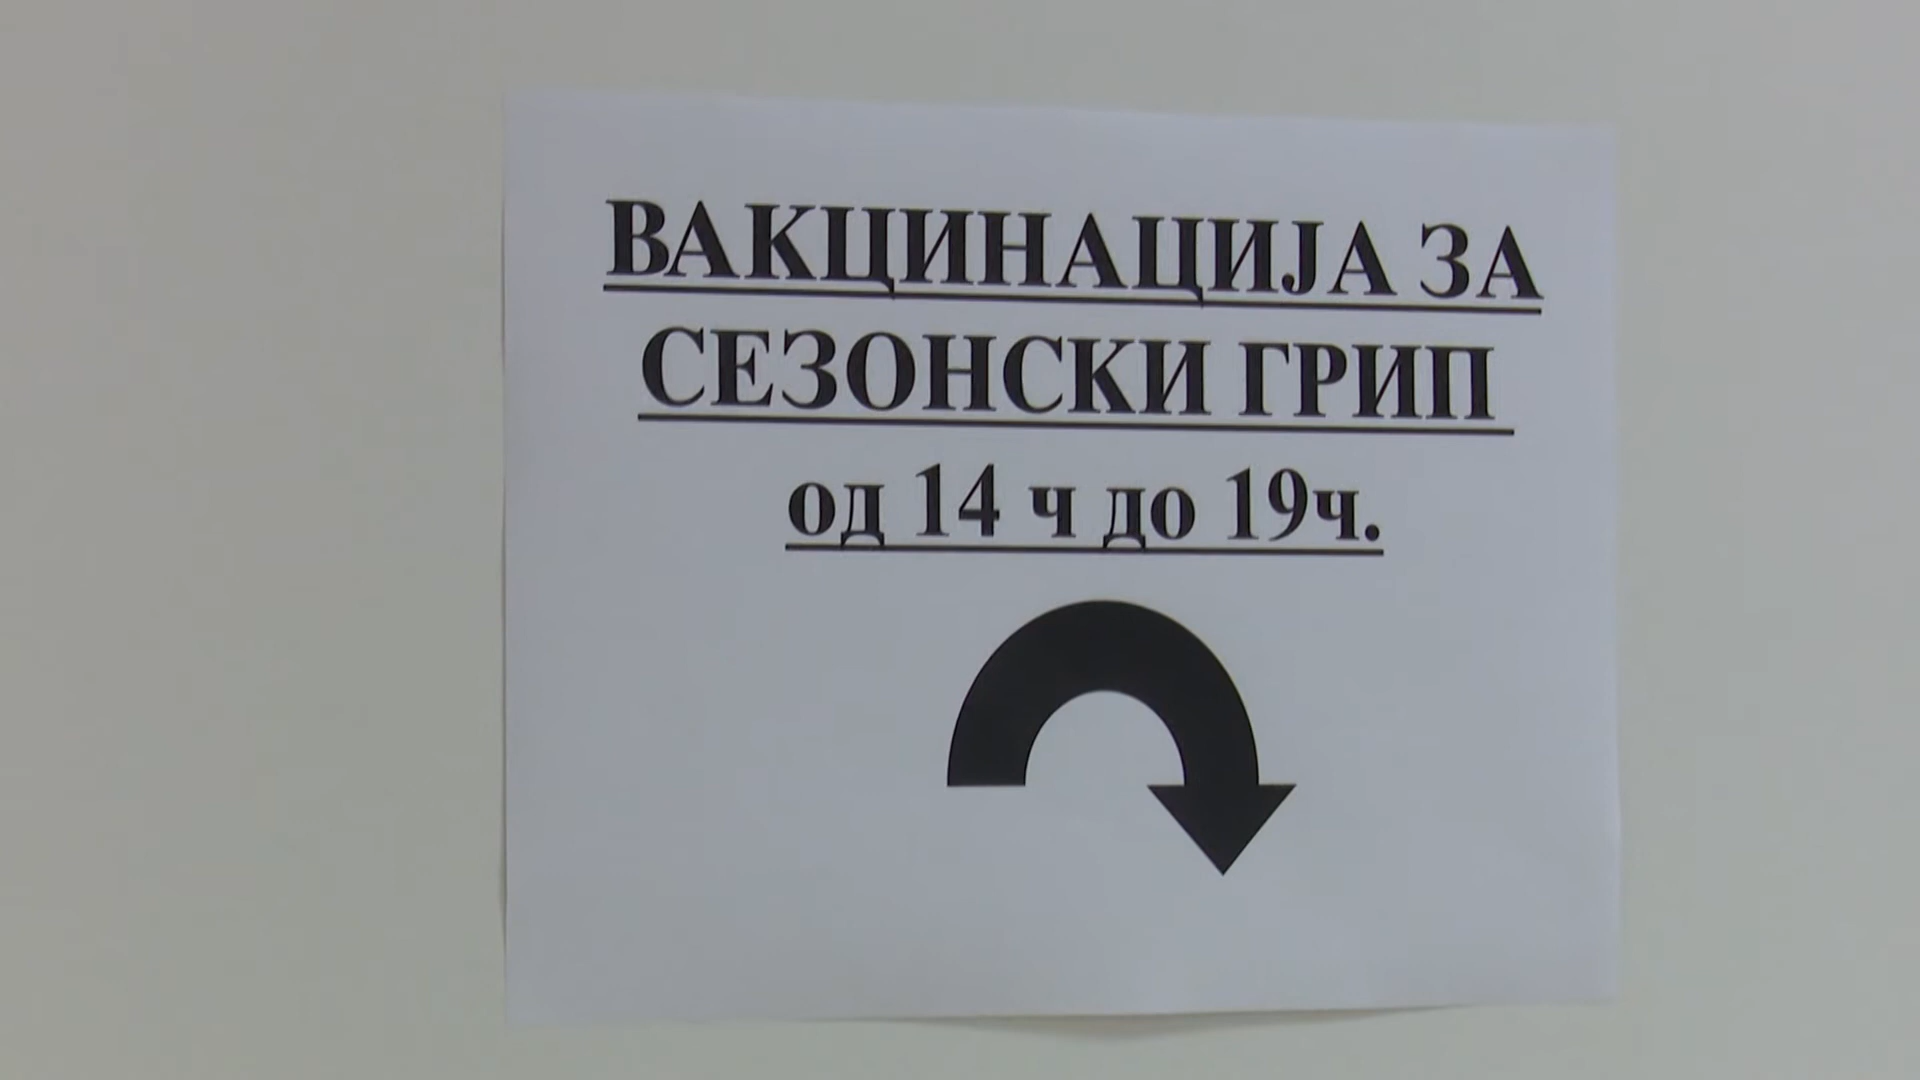 ВАКЦИНАЦИЈА ЗА
СЕЗОНСКИ ГРИП
од 14 ч до 19ч.